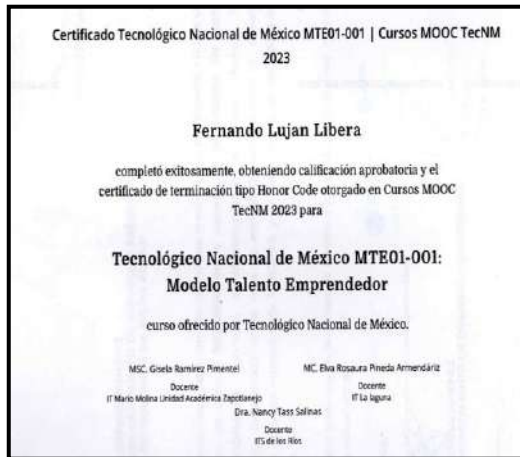 Certificado Tecnológico Nacional de México MTE01-001 | Cursos MOOC TecNM
2023
Fernando Lujan Libera
completó exitosamente, obteniendo calificación aprobatoria y el
certificado de terminación tipo Honor Code otorgado en Cursos MOOC
TecNM 2023 para
Tecnológico Nacional de México MTE01-001:
Modelo Talento Emprendedor
curso ofrecido por Tecnológico Nacional de México.
MSC. Gisela Ramírez Pimentel
Docente
IT Mario Molina Unidad Académica Zapotlanejo
MC. Elva Rosaura Pineda Armendáriz
Docente
IT La laguna
Dra. Nancy Tass Salinas
Docente
ITS de los Ríos